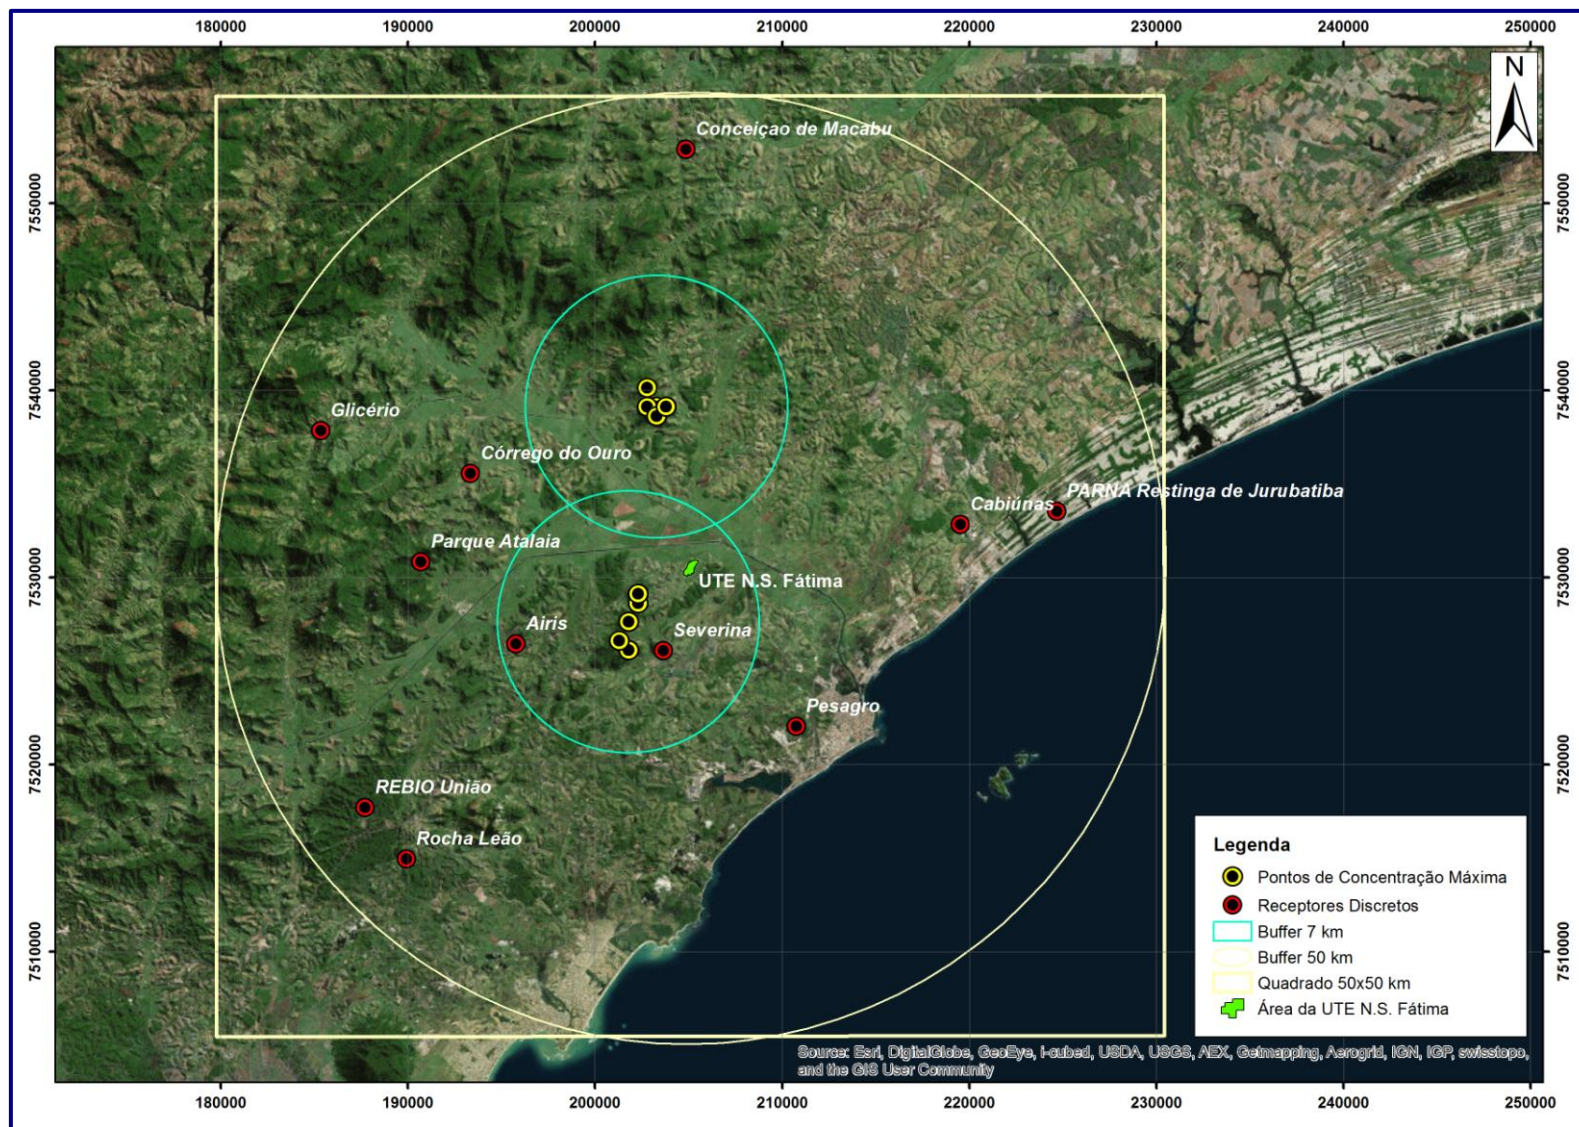 180000 190000 200000 210000 220000 230000 240000 250000
N
Conceiçao de Macabu
7550000 7550000
7540000 7540000
Glicério
Córrego do Ouro
PARNA Restinga de Jurubatiba
Cabiúnas
Parque Atalaia
7530000 7530000
UTE N.S. Fátima
Airis
Severina
Pesagro
7520000 7520000
REBIO União
Rocha Leão
7510000 7510000
Legenda
Pontos de Concentração Máxima
Receptores Discretos
Buffer 7 km
Buffer 50 km
Quadrado 50x50 km
Área da UTE N.S. Fátima
Source: Esri, DigitalGlobe, GeoEye, i-cubed, USDA, USGS, AEX, Getmapping, Aerogrid, IGN, IGP, swisstopo,
and the GIS User Community
180000 190000 200000 210000 220000 230000 240000 250000